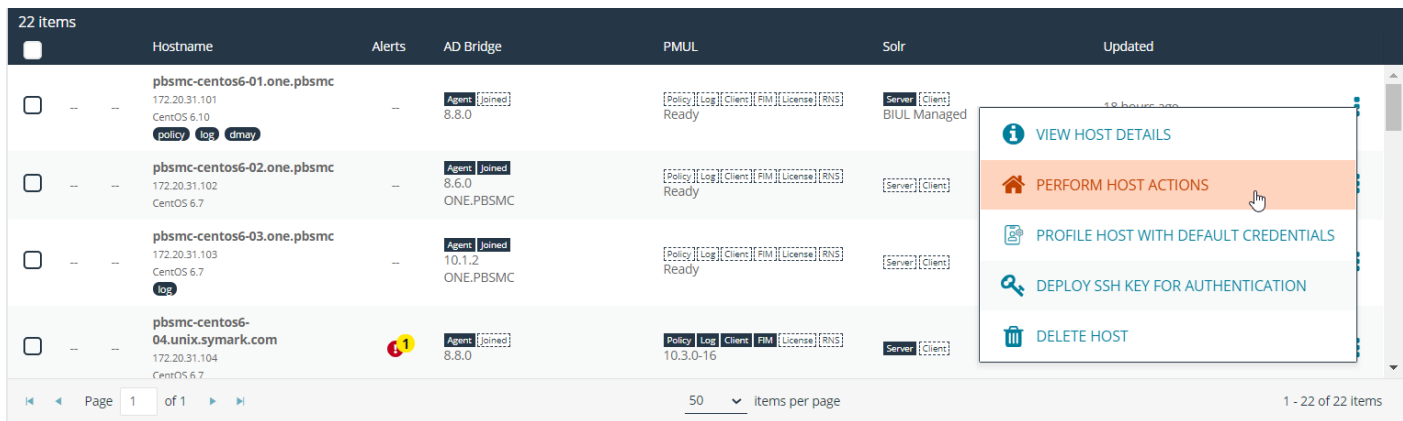 22 items
Hostname Alerts AD Bridge PMUL Solr Updated
pbsmc-centos6-01.one.pbsmc
172.20.31.101
CentOS 6.10
policy log dmay
-- -- --
Agent Joined
8.8.0
Policy Log Client FIM License RNS
Ready
Server Client
BIUL Managed
18 hours ago
pbsmc-centos6-02.one.pbsmc
172.20.31.102
CentOS 6.7
-- -- --
Agent Joined
8.6.0
ONE.PBSMC
Policy Log Client FIM License RNS
Ready
Server Client
pbsmc-centos6-03.one.pbsmc
172.20.31.103
CentOS 6.7
log
-- -- --
Agent Joined
10.1.2
ONE.PBSMC
Policy Log Client FIM License RNS
Ready
Server Client
pbsmc-centos6-
04.unix.symark.com
172.20.31.104
CentOS 6.7
-- --
! 1
Agent Joined
8.8.0
Policy Log Client FIM License RNS
10.3.0-16
Server Client
VIEW HOST DETAILS
PERFORM HOST ACTIONS
PROFILE HOST WITH DEFAULT CREDENTIALS
DEPLOY SSH KEY FOR AUTHENTICATION
DELETE HOST
Page 1 of 1 50 items per page 1 - 22 of 22 items